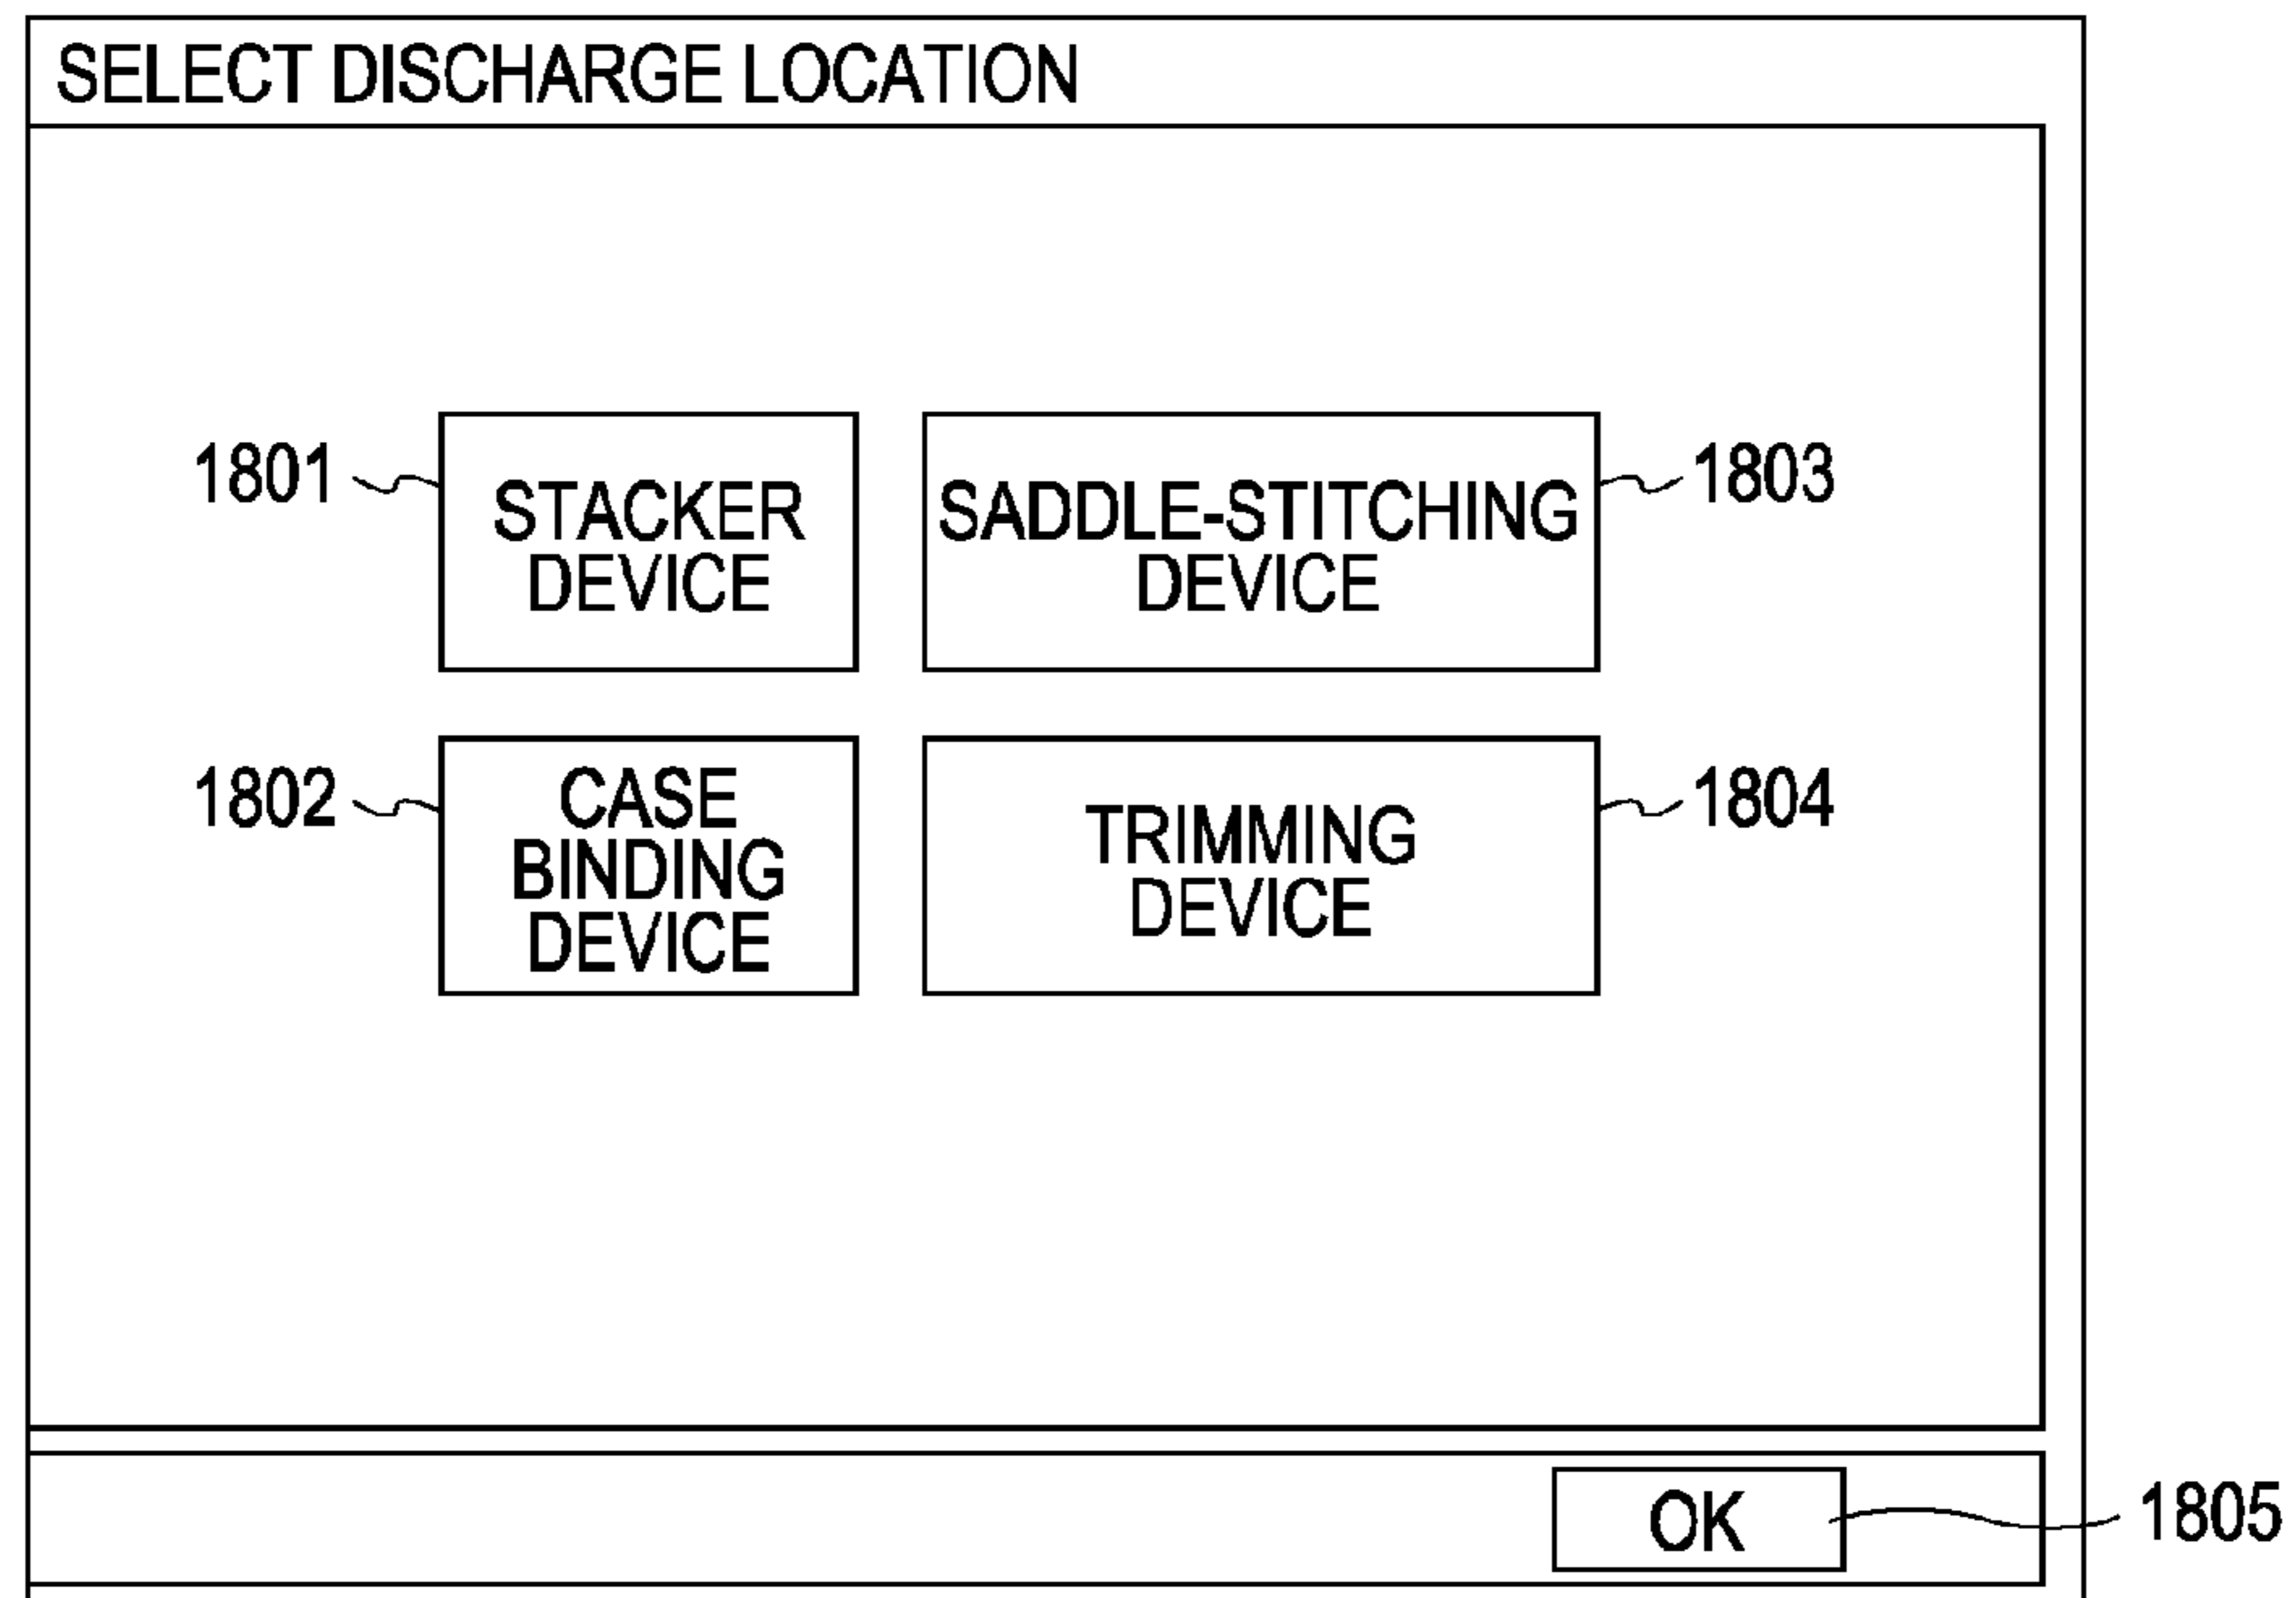 SELECT DISCHARGE LOCATION
1801
STACKER
DEVICE
SADDLE-STITCHING
DEVICE
1803
1802
CASE
BINDING
DEVICE
TRIMMING
DEVICE
1804
OK
1805